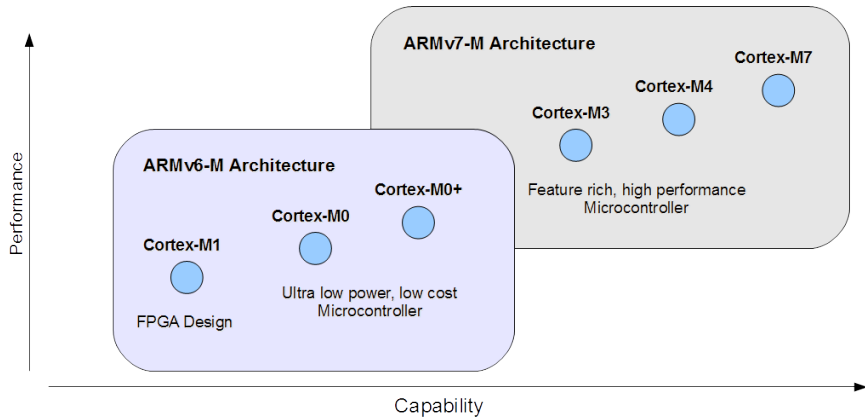 ARMv7-M Architecture
Cortex-M7
Cortex-M4
Cortex-M3
Feature rich, high performance
Microcontroller
ARMv6-M Architecture
Cortex-M0+
Cortex-M0
Cortex-M1
Ultra low power, low cost
Microcontroller
FPGA Design
Performance
Capability